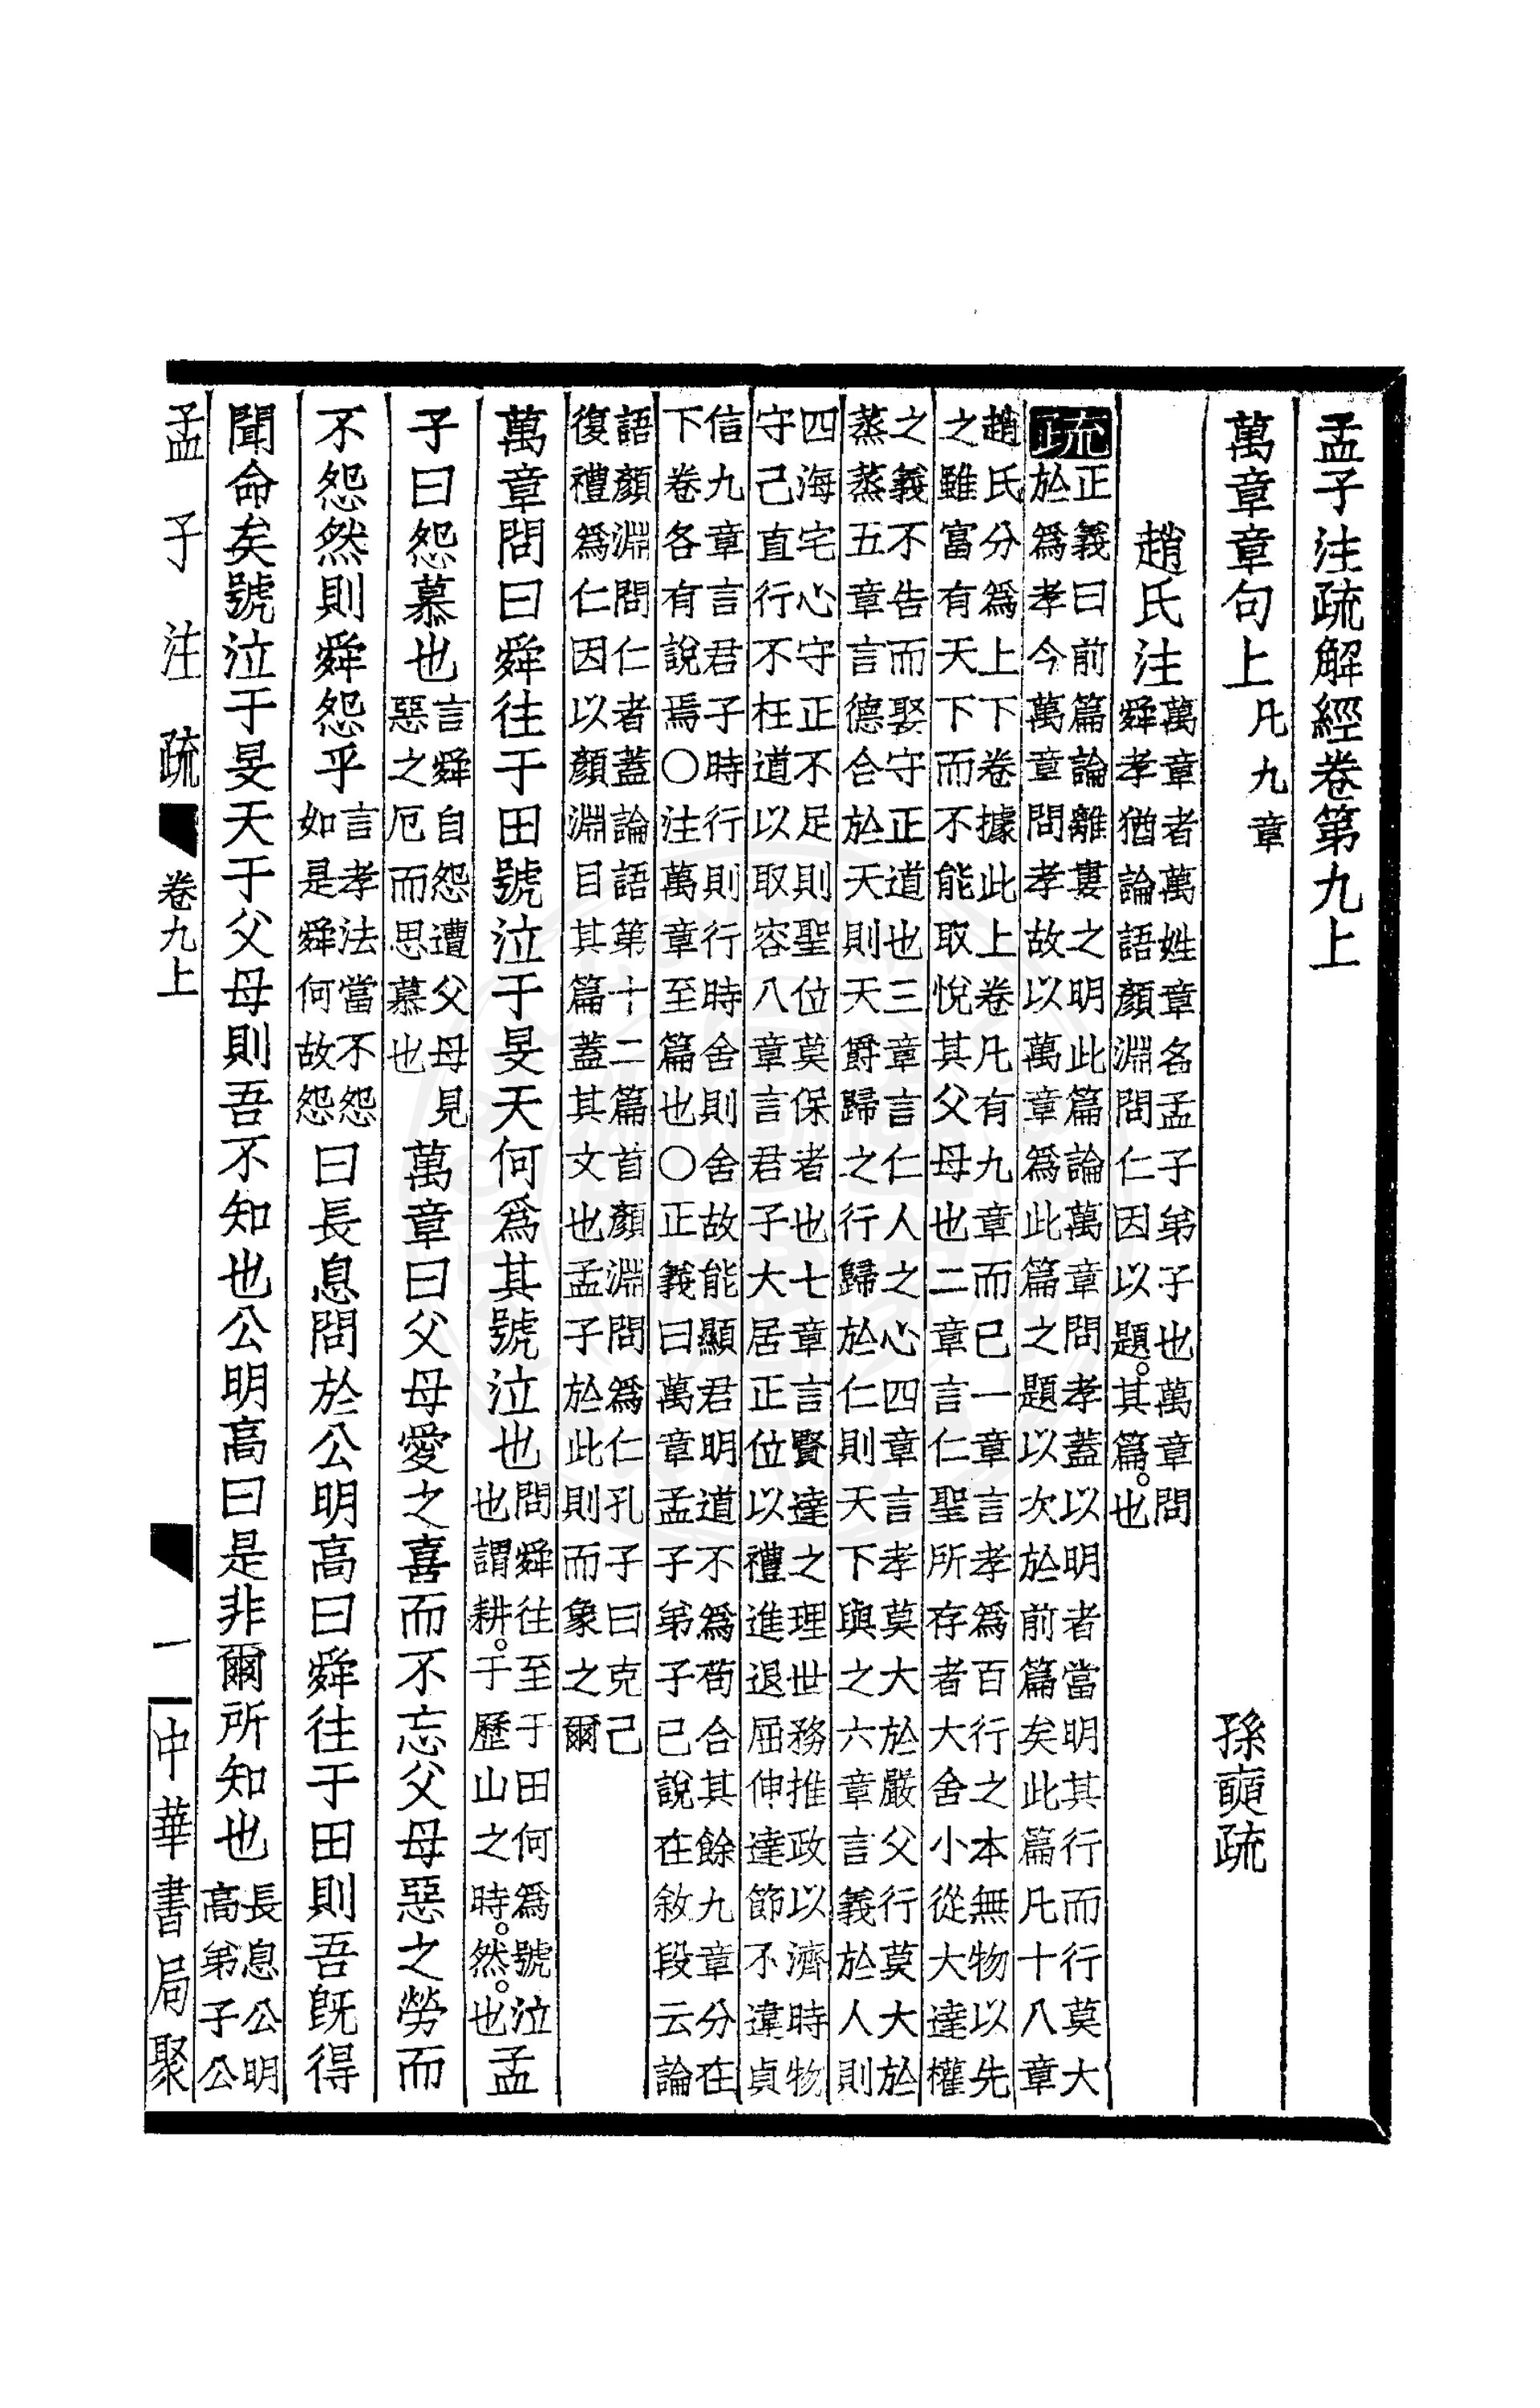 孟子注疏解經卷第九上
萬章章句上凡九章
孫奭疏
趙氏注萬章者萬姓章名孟子弟子也萬章問
舜孝猶論語顏淵問仁因以題。其篇。也
疏正義曰前篇論離婁之明此篇論萬章問孝蓋以明者當明其行而行莫大
於爲孝今萬章問孝故以萬章爲此篇之題以次於前篇矣此篇凡十八章
趙氏分爲上下卷據此上卷凡有九章而已一章言孝爲百行之本無物以先
之雖富有天下而不能取悅其父母也二章言仁聖所存者大舍小從大達權
之義不告而娶守正道也三章言仁人之心四章言孝莫大於嚴父行莫大於
蒸蒸五章言德合於天則天爵歸之行歸於仁則天下與之六章言義於人則
四海宅心守正不足則聖位莫保者也七章言賢達之理世務推政以濟時物
守己直行不枉道以取容八章言君子大居正位以禮進退屈伸達節不違貞
信九章言君子時行則行時舍則舍故能顯君明道不爲苟合其餘九章分在
下卷各有說焉○注萬章至篇也○正義曰萬章孟子弟子已說在敘段云論
語顏淵問仁者蓋論語第十二篇首顏淵問爲仁孔子曰克己
復禮爲仁因以顏淵目其篇蓋其文也孟子於此則而象之爾
萬章問曰舜往于田號泣于旻天何爲其號泣也問舜往至于田何爲號泣
也謂耕。于歷山之時。然。也孟
子曰怨慕也言舜自怨遭父母見
惡之厄而思慕也萬章曰父母愛之喜而不忘父母惡之勞而
不怨然則舜怨乎言孝法當不怨
如是舜何故怨曰長息問於公明高曰舜往于田則吾既得
聞命矣號泣于旻天于父母則吾不知也公明高曰是非爾所知也長息公明
高弟子公
孟子注疏 卷九上 一 中華書局聚